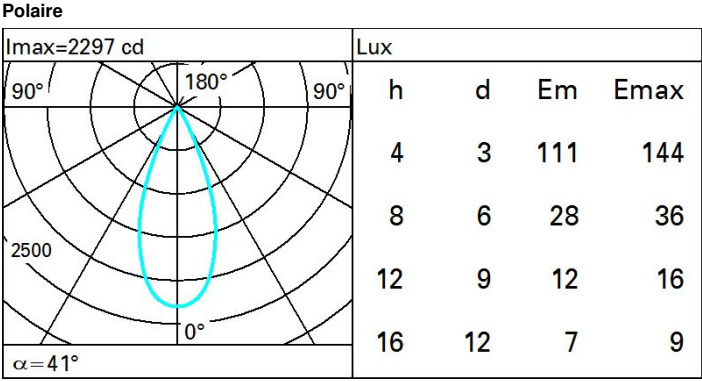 Polaire
Imax=2297 cd
Lux
90° 180° 90°
2500
0°
α=41°
h d Em Emax
4 3 111 144
8 6 28 36
12 9 12 16
16 12 7 9